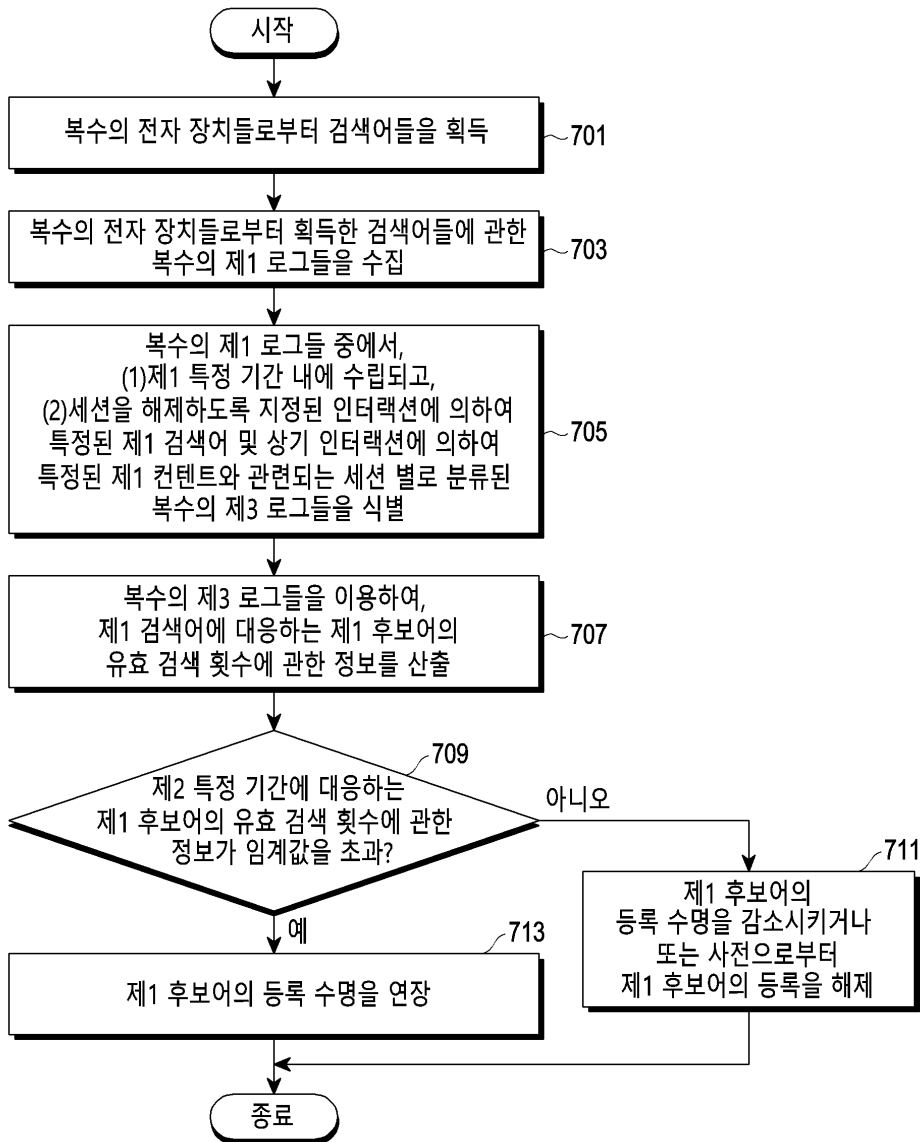 시작
복수의 전자 장치들로부터 검색어들을 획득
701
복수의 전자 장치들로부터 획득한 검색어들에 관한
복수의 제1 로그들을 수집
703
복수의 제1 로그들 중에서,
(1)제1 특정 기간 내에 수립되고,
(2)세션을 해제하도록 지정된 인터랙션에 의하여
특정된 제1 검색어 및 상기 인터랙션에 의하여
특정된 제1 컨텐트와 관련되는 세션 별로 분류된
복수의 제3 로그들을 식별
705
복수의 제3 로그들을 이용하여,
제1 검색어에 대응하는 제1 후보어의
유효 검색 횟수에 관한 정보를 산출
707
709
제2 특정 기간에 대응하는
제1 후보어의 유효 검색 횟수에 관한
정보가 임계값을 초과?
아니오
711
제1 후보어의
등록 수명을 감소시키거나
또는 사전으로부터
제1 후보어의 등록을 해제
예
713
제1 후보어의 등록 수명을 연장
종료